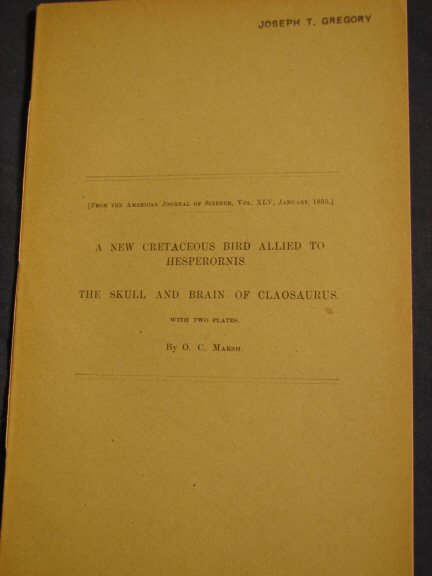 JOSEPH T. GREGORY
[FROM THE AMERICAN JOURNAL OF SCIENCE, VOL. XLV, JANUARY, 1893.]
A NEW CRETACEOUS BIRD ALLIED TO
HESPERORNIS.
THE SKULL AND BRAIN OF CLAOSAURUS.
WITH TWO PLATES.
By O. C. MARSH.